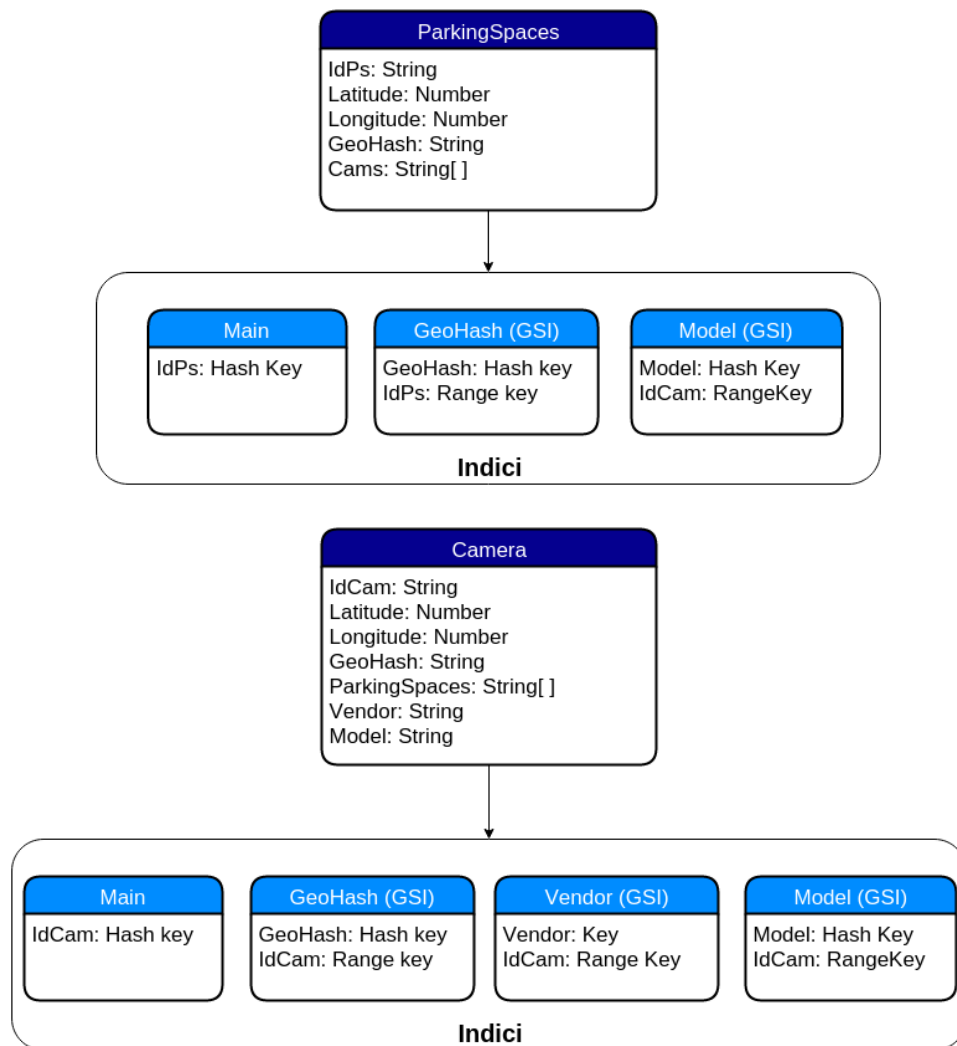 ParkingSpaces
IdPs: String
Latitude: Number
Longitude: Number
GeoHash: String
Cams: String[ ]
Main
IdPs: Hash Key
GeoHash (GSI)
GeoHash: Hash key
IdPs: Range key
Model (GSI)
Model: Hash Key
IdCam: RangeKey
Indici
Camera
IdCam: String
Latitude: Number
Longitude: Number
GeoHash: String
ParkingSpaces: String[ ]
Vendor: String
Model: String
Main
IdCam: Hash key
GeoHash (GSI)
GeoHash: Hash key
IdCam: Range key
Vendor (GSI)
Vendor: Key
IdCam: Range Key
Model (GSI)
Model: Hash Key
IdCam: RangeKey
Indici